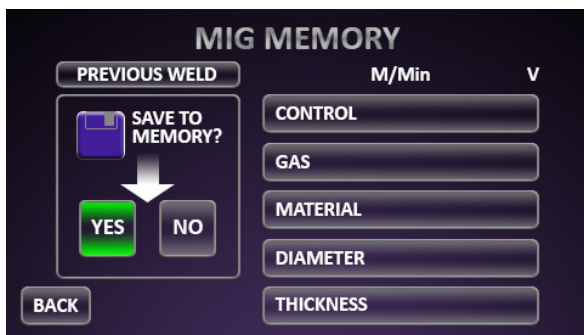 MIG MEMORY
PREVIOUS WELD
M/Min V
SAVE TO
MEMORY?
YES NO
BACK
CONTROL
GAS
MATERIAL
DIAMETER
THICKNESS